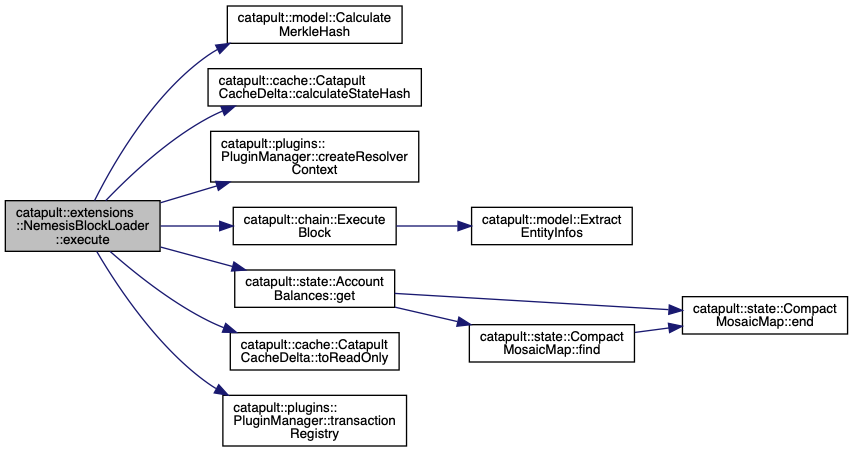 catapult::model::Calculate
MerkleHash
catapult::cache::Catapult
CacheDelta::calculateStateHash
catapult::plugins::
PluginManager::createResolver
Context
catapult::extensions
::NemesisBlockLoader
::execute
catapult::chain::Execute
Block
catapult::model::Extract
EntityInfos
catapult::state::Account
Balances::get
catapult::state::Compact
MosaicMap::end
catapult::state::Compact
MosaicMap::find
catapult::cache::Catapult
CacheDelta::toReadOnly
catapult::plugins::
PluginManager::transaction
Registry